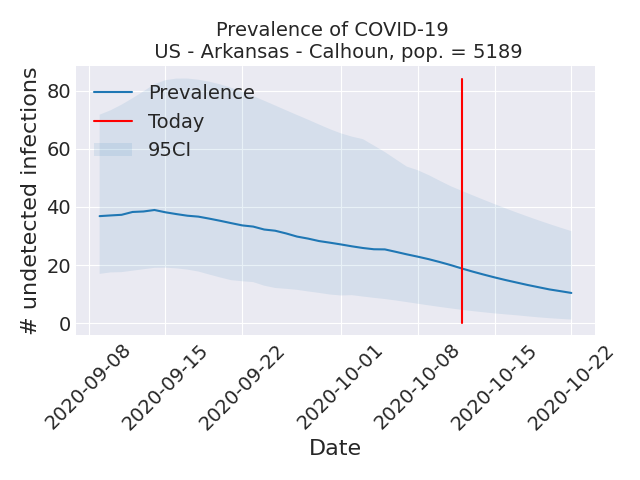 Prevalence of COVID-19
US - Arkansas - Calhoun, pop. = 5189
# undetected infections
80
60
40
20
0
Prevalence
Today
95CI
2020-09-08
2020-09-15
2020-09-22
2020-10-01
2020-10-08
2020-10-15
2020-10-22
Date